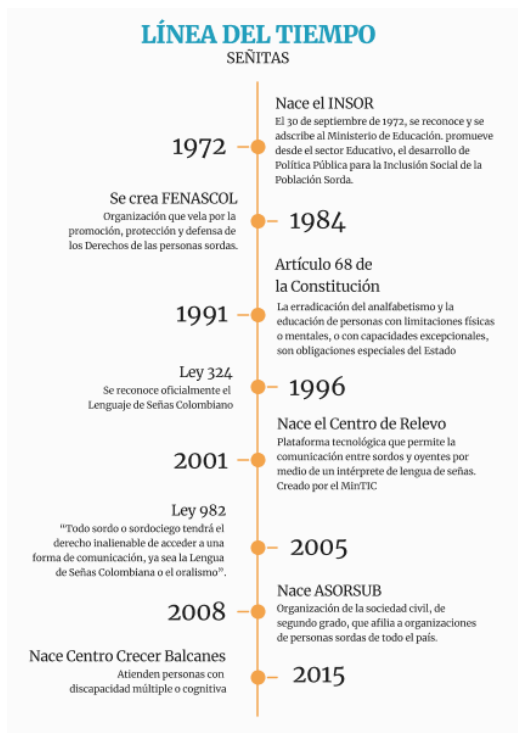 LÍNEA DEL TIEMPO
SEÑITAS
1972
Nace el INSOR
El 30 de septiembre de 1972, se reconoce y se
adscribe al Ministerio de Educación. promueve
desde el sector Educativo, el desarrollo de
Política Pública para la Inclusión Social de la
Población Sorda.
Se crea FENASCOL
Organización que vela por la
promoción, protección y defensa de
los Derechos de las personas sordas.
1984
1991
Artículo 68 de
la Constitución
La erradicación del analfabetismo y la
educación de personas con limitaciones físicas
o mentales, o con capacidades excepcionales,
son obligaciones especiales del Estado
Ley 324
Se reconoce oficialmente el
Lenguaje de Señas Colombiano
1996
2001
Nace el Centro de Relevo
Plataforma tecnológica que permite la
comunicación entre sordos y oyentes por
medio de un intérprete de lengua de señas.
Creado por el MinTIC
Ley 982
“Todo sordo o sordociego tendrá el
derecho inalienable de acceder a una
forma de comunicación, ya sea la Lengua
de Señas Colombiana o el oralismo”.
2005
2008
Nace ASORSUB
Organización de la sociedad civil, de
segundo grado, que afilia a organizaciones
de personas sordas de todo el país.
Nace Centro Crecer Balcanes
Atienden personas con
discapacidad múltiple o cognitiva
2015